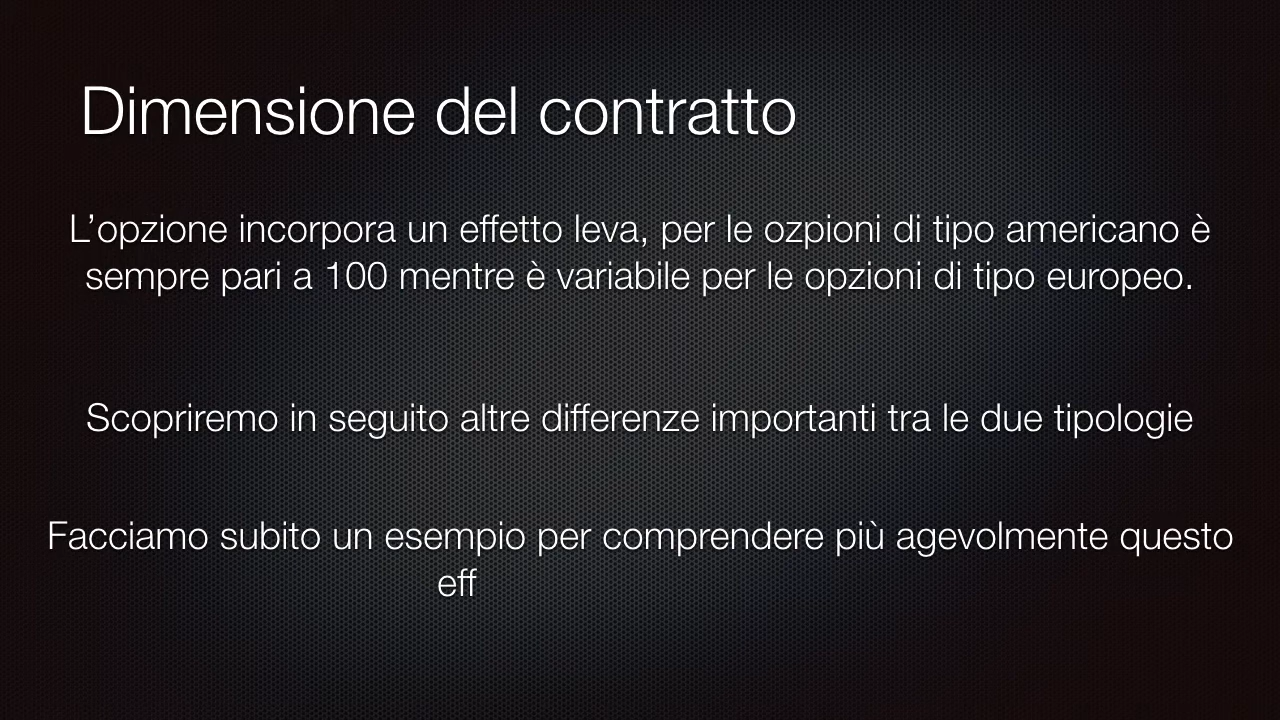 Dimensione del contratto
L’opzione incorpora un effetto leva, per le ozpioni di tipo americano è
sempre pari a 100 mentre è variabile per le opzioni di tipo europeo.
Scopriremo in seguito altre differenze importanti tra le due tipologie
Facciamo subito un esempio per comprendere più agevolmente questo
eff